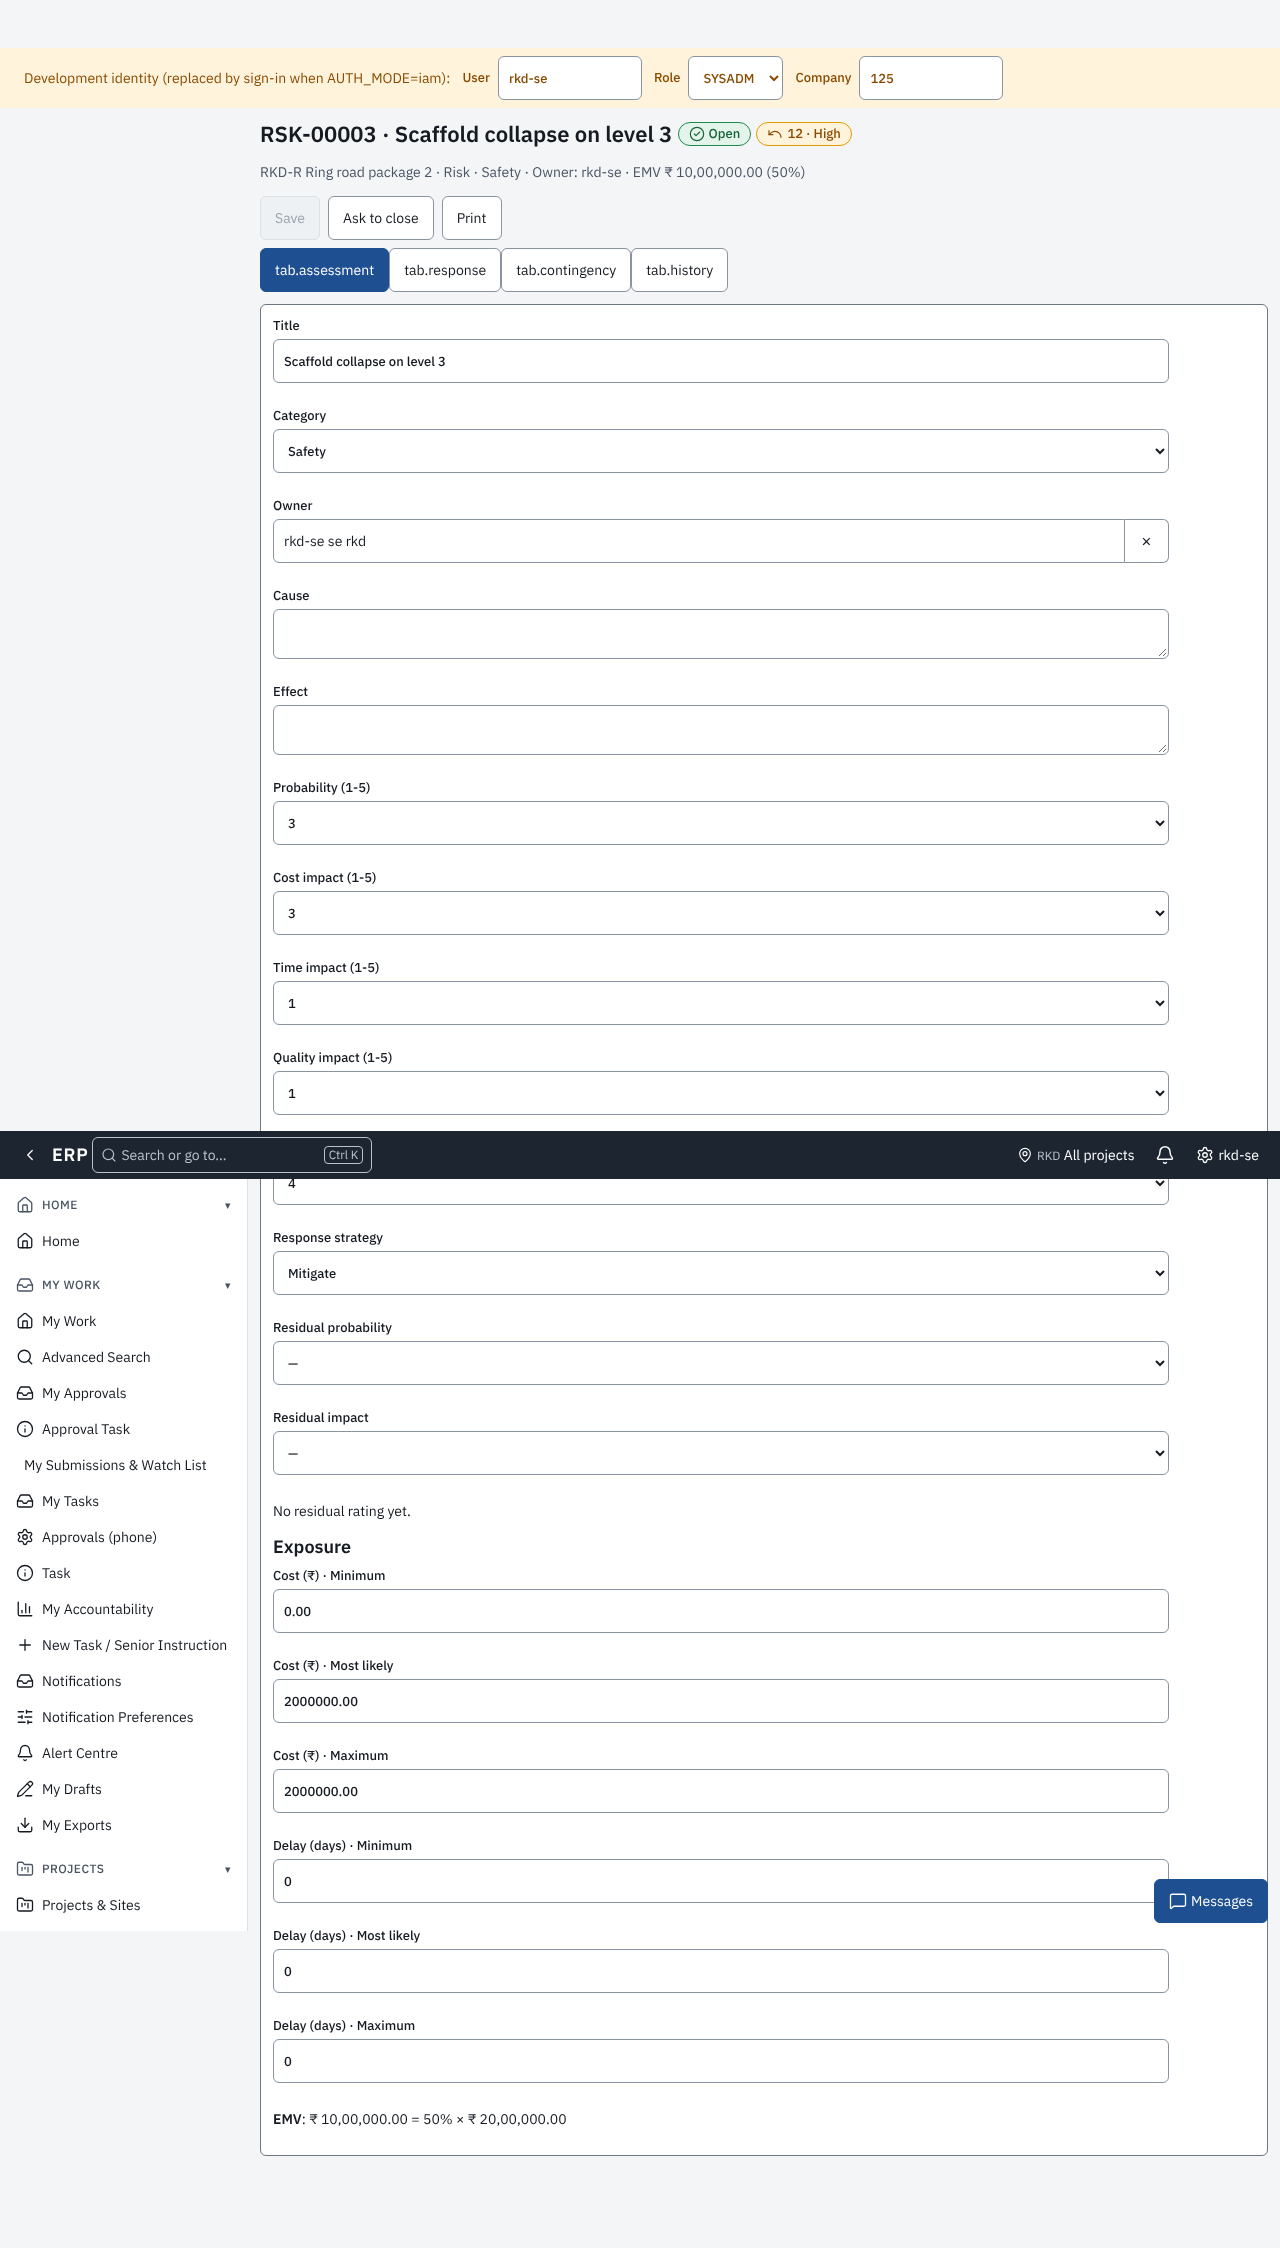 Development identity (replaced by sign-in when AUTH_MODE=iam): User rkd-se Role SYSADM Company 125
RSK-00003 · Scaffold collapse on level 3 Open 12 · High
RKD-R Ring road package 2 · Risk · Safety · Owner: rkd-se · EMV ₹ 10,00,000.00 (50%)
Save Ask to close Print
tab.assessment tab.response tab.contingency tab.history
Title
Scaffold collapse on level 3
Category
Safety
Owner
rkd-se se rkd ×
Cause
Effect
Probability (1-5)
3
Cost impact (1-5)
3
Time impact (1-5)
1
Quality impact (1-5)
1
ERP Search or go to... Ctrl K RKD All projects rkd-se
4
Response strategy
Mitigate
Residual probability
—
Residual impact
—
No residual rating yet.
Exposure
Cost (₹) · Minimum
0.00
Cost (₹) · Most likely
2000000.00
Cost (₹) · Maximum
2000000.00
Delay (days) · Minimum
0
Delay (days) · Most likely
0
Delay (days) · Maximum
0
EMV: ₹ 10,00,000.00 = 50% × ₹ 20,00,000.00
HOME
Home
MY WORK
My Work
Advanced Search
My Approvals
Approval Task
My Submissions & Watch List
My Tasks
Approvals (phone)
Task
My Accountability
New Task / Senior Instruction
Notifications
Notification Preferences
Alert Centre
My Drafts
My Exports
PROJECTS
Projects & Sites
Messages